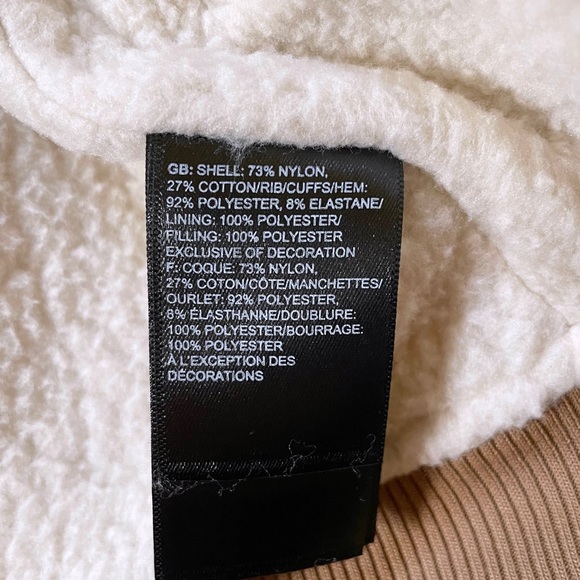 GB: SHELL: 73% NYLON,
27% COTTON/RIB/CUFFS/HEM:
92% POLYESTER, 8% ELASTANE/
LINING: 100% POLYESTER/
FILLING: 100% POLYESTER
EXCLUSIVE OF DECORATION
F: COQUE: 73% NYLON,
27% COTON/CÔTE/MANCHETTES/
OURLET: 92% POLYESTER,
8% ÉLASTHANNE/DOUBLURE:
100% POLYESTER/BOURRAGE:
100% POLYESTER
À L'EXCEPTION DES
DÉCORATIONS